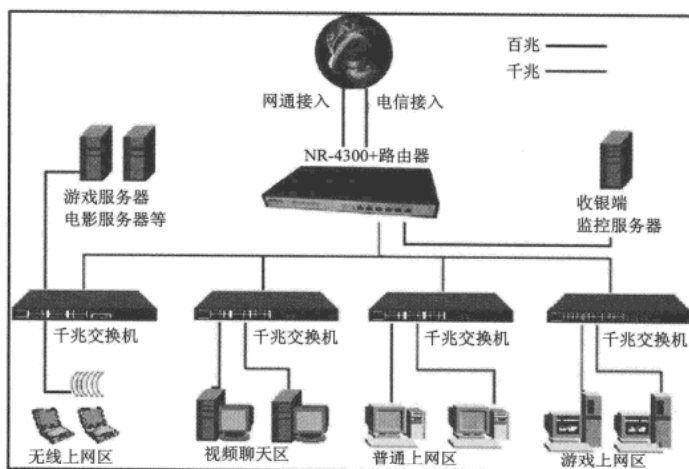 百兆
千兆
网通接入
电信接入
NR-4300+路由器
游戏服务器
电影服务器等
收银端
监控服务器
千兆交换机
千兆交换机
千兆交换机
千兆交换机
无线上网区
视频聊天区
普通上网区
游戏上网区